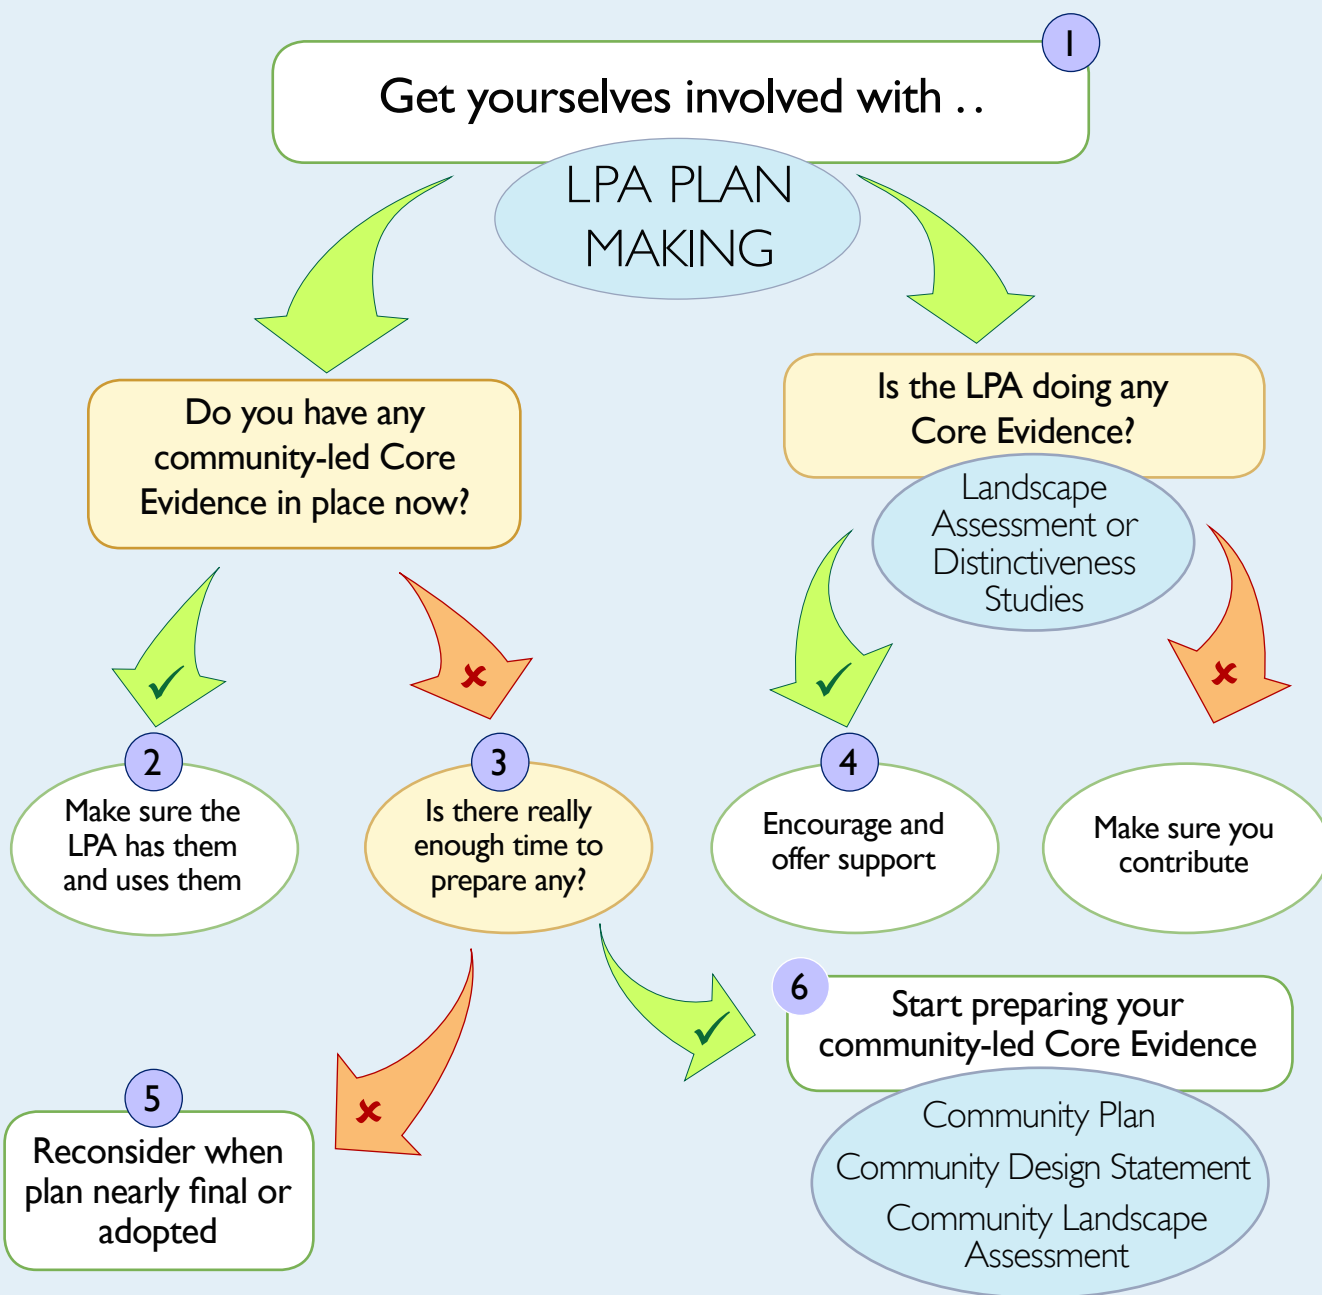 1
Get yourselves involved with . .
LPA PLAN
MAKING
Do you have any
community-led Core
Evidence in place now?
Is the LPA doing any
Core Evidence?
Landscape
Assessment or
Distinctiveness
Studies
✓
✘
✓
✘
2
Make sure the
LPA has them
and uses them
3
Is there really
enough time to
prepare any?
4
Encourage and
offer support
Make sure you
contribute
✘
✓
5
Reconsider when
plan nearly final or
adopted
6
Start preparing your
community-led Core Evidence
Community Plan
Community Design Statement
Community Landscape
Assessment